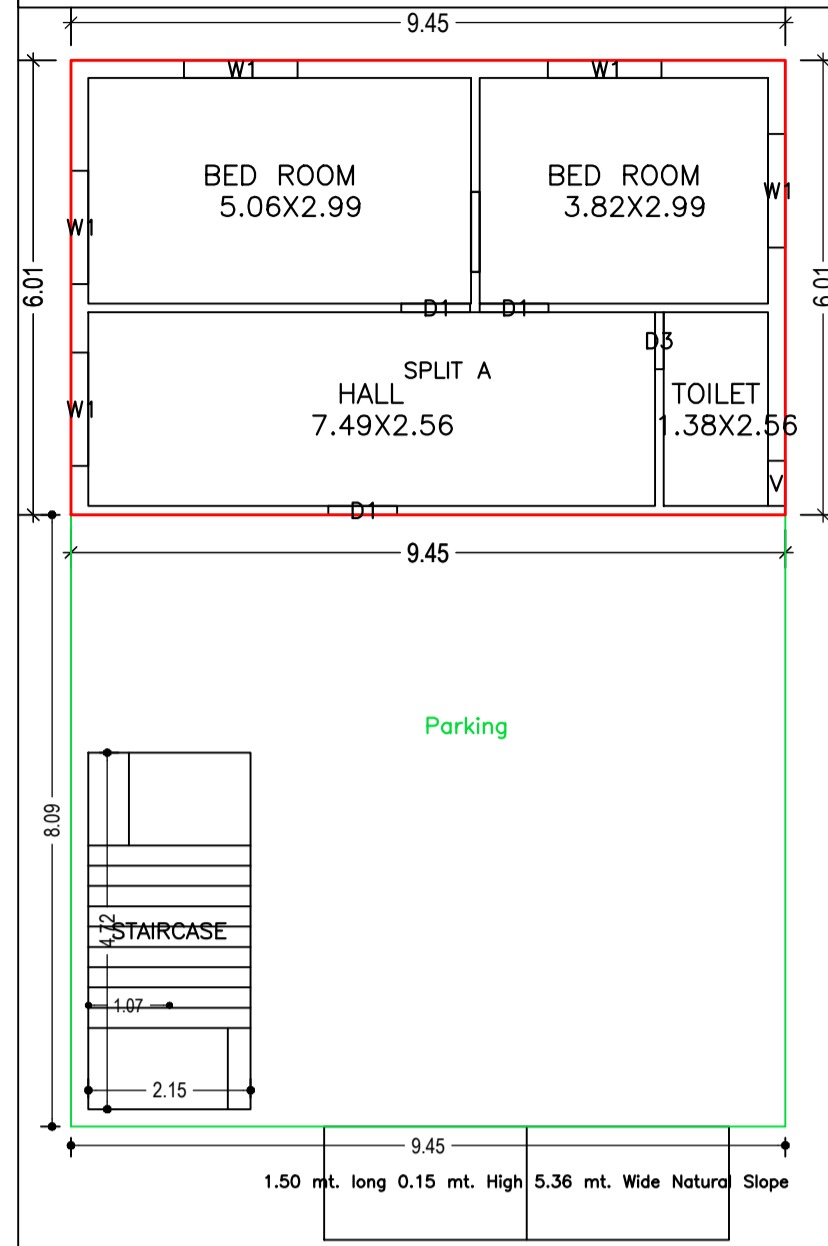 9.45
W1 W1
BED ROOM
5.06X2.99
BED ROOM
3.82X2.99
W1
W1
6.01
6.01
D1 D1
D3
SPLIT A
HALL
7.49X2.56
TOILET
1.38X2.56
W1
V
D1
9.45
Parking
8.09
4.72
STAIRCASE
1.07
2.15
9.45
1.50 mt. long 0.15 mt. High 5.36 mt. Wide Natural Slope